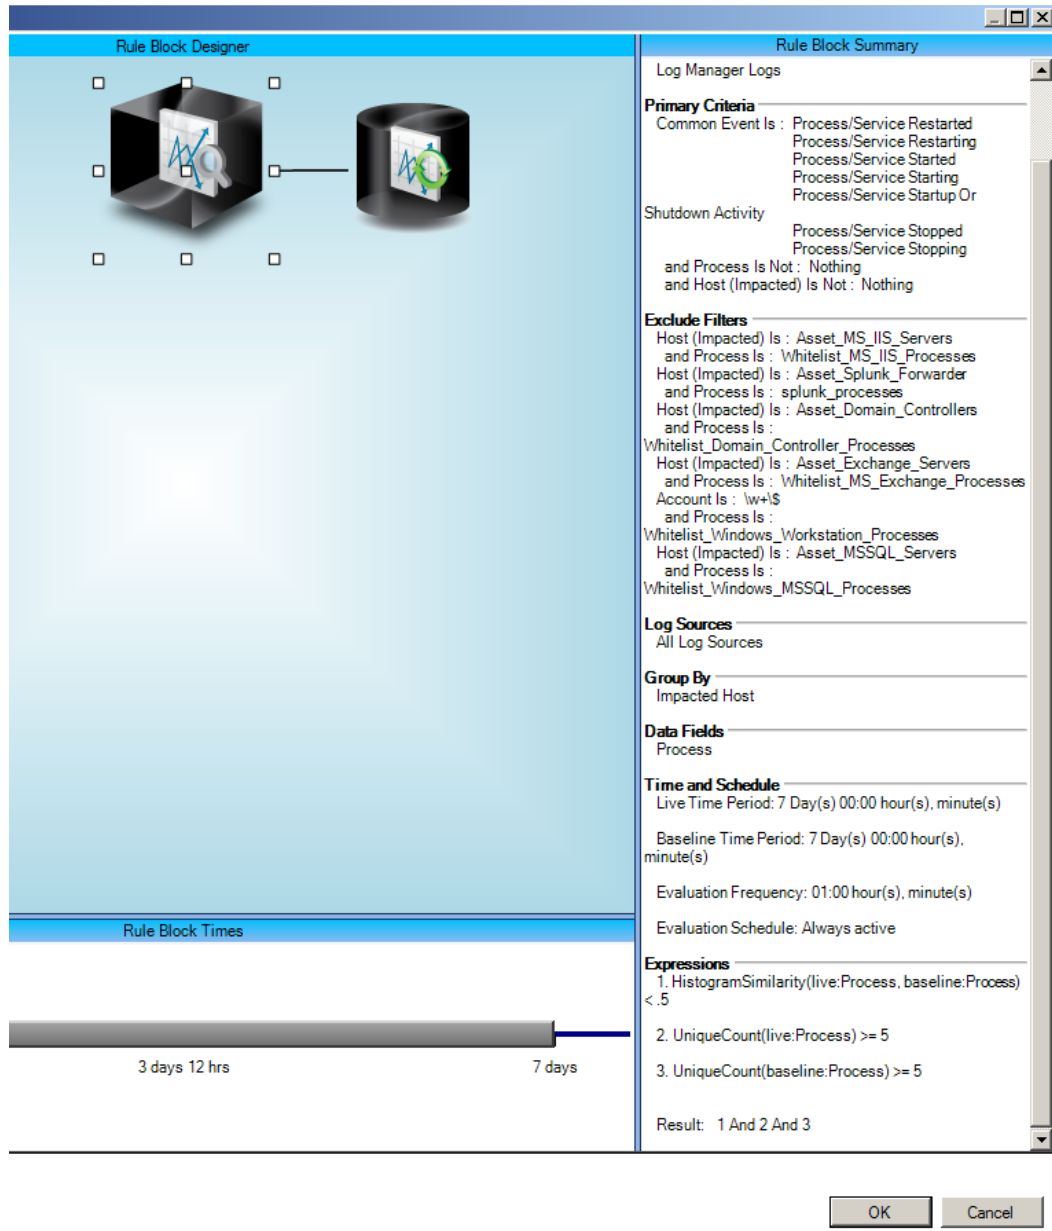 Rule Block Designer
Rule Block Summary
Log Manager Logs
Primary Criteria
Common Event Is : Process/Service Restarted
Process/Service Restarting
Process/Service Started
Process/Service Starting
Process/Service Startup Or
Shutdown Activity
Process/Service Stopped
Process/Service Stopping
and Process Is Not : Nothing
and Host (Impacted) Is Not : Nothing
Exclude Filters
Host (Impacted) Is : Asset_MS_IIS_Servers
and Process Is : Whitelist_MS_IIS_Processes
Host (Impacted) Is : Asset_Splunk_Forwarder
and Process Is : splunk_processes
Host (Impacted) Is : Asset_Domain_Controllers
and Process Is :
Whitelist_Domain_Controller_Processes
Host (Impacted) Is : Asset_Exchange_Servers
and Process Is : Whitelist_MS_Exchange_Processes
Account Is : \w+\$
and Process Is :
Whitelist_Windows_Workstation_Processes
Host (Impacted) Is : Asset_MSSQL_Servers
and Process Is :
Whitelist_Windows_MSSQL_Processes
Log Sources
All Log Sources
Group By
Impacted Host
Data Fields
Process
Time and Schedule
Live Time Period: 7 Day(s) 00:00 hour(s), minute(s)
Baseline Time Period: 7 Day(s) 00:00 hour(s),
minute(s)
Evaluation Frequency: 01:00 hour(s), minute(s)
Evaluation Schedule: Always active
Expressions
1. HistogramSimilarity(live:Process, baseline:Process)
< .5
2. UniqueCount(live:Process) >= 5
3. UniqueCount(baseline:Process) >= 5
Result: 1 And 2 And 3
Rule Block Times
3 days 12 hrs
7 days
OK
Cancel